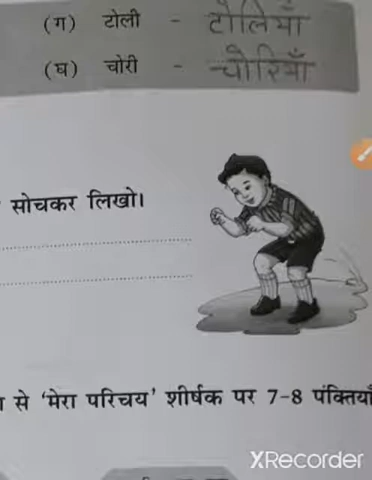 (ग) टोली - टोलियाँ
(घ) चोरी - चोरियाँ
सोचकर लिखो।
से 'मेरा परिचय' शीर्षक पर 7-8 पंक्तियाँ
XRecorder